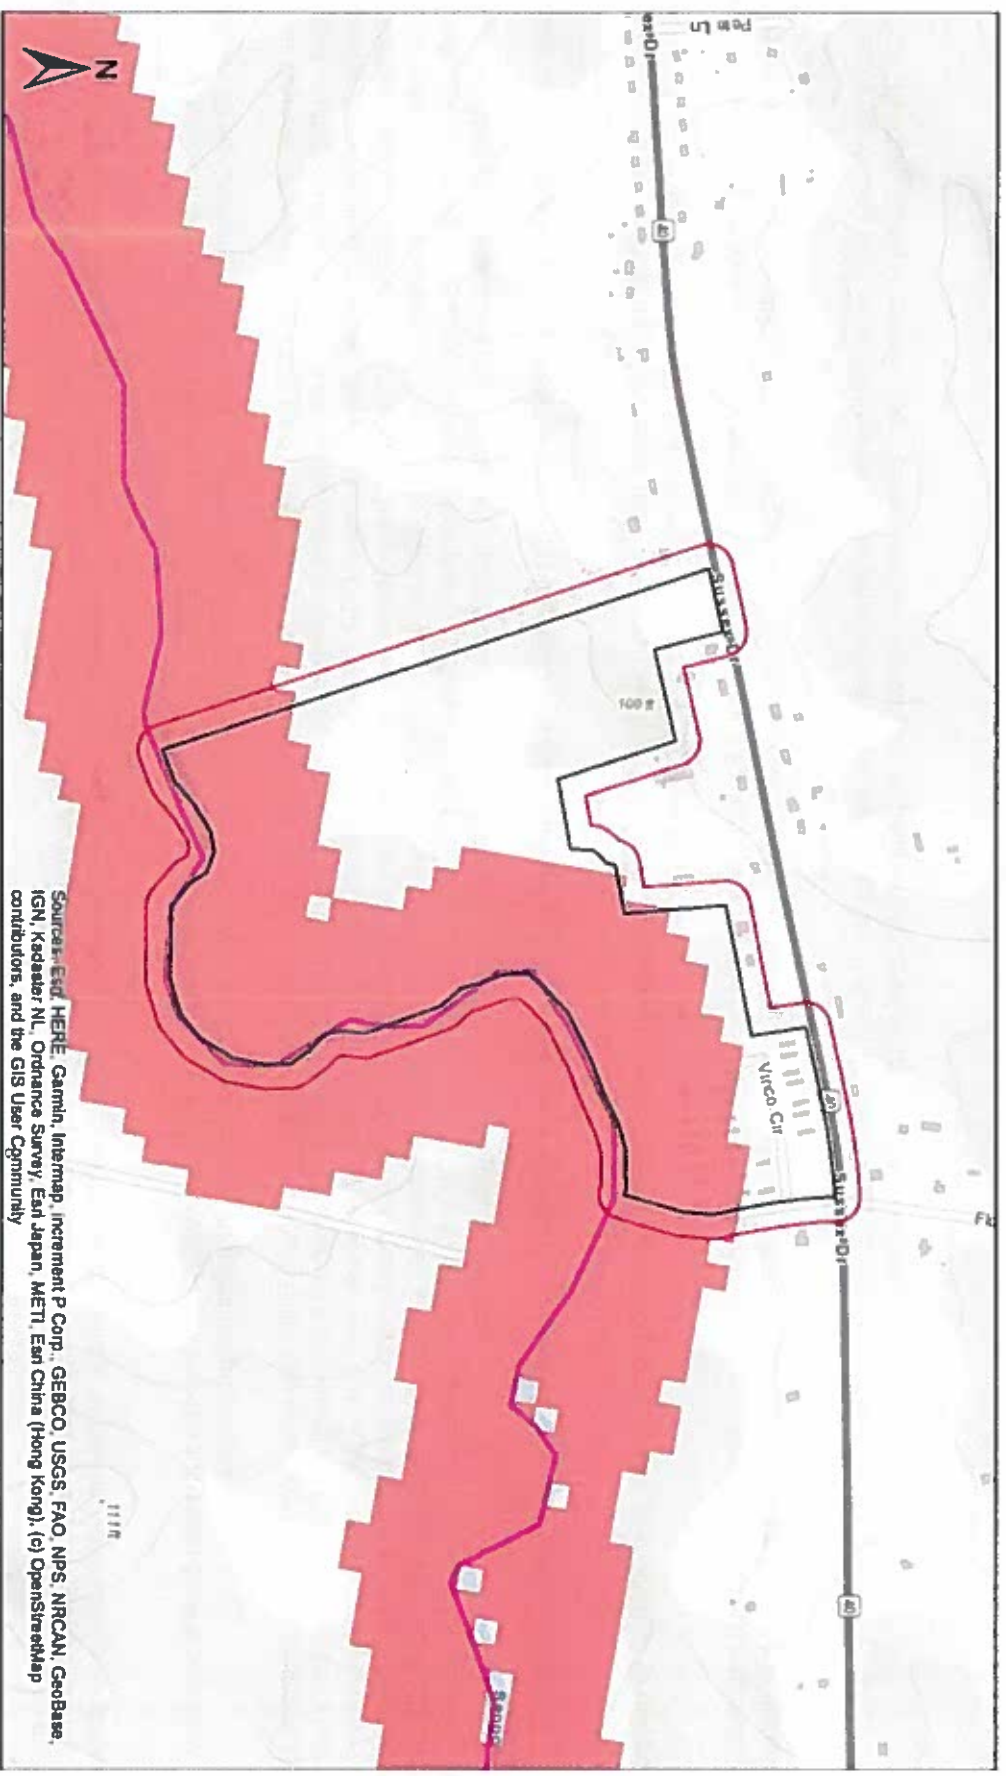 N
40
Sussex Dr
100 ft
Virco Cir
40
Sussex Dr
40
111 ft
Sources: Esri, HERE, Garmin, Intermap, increment P Corp., GEBCO, USGS, FAO, NPS, NRCAN, GeoBase,
IGN, Kadaster NL, Ordnance Survey, Esri Japan, METI, Esri China (Hong Kong), (c) OpenStreetMap
contributors, and the GIS User Community